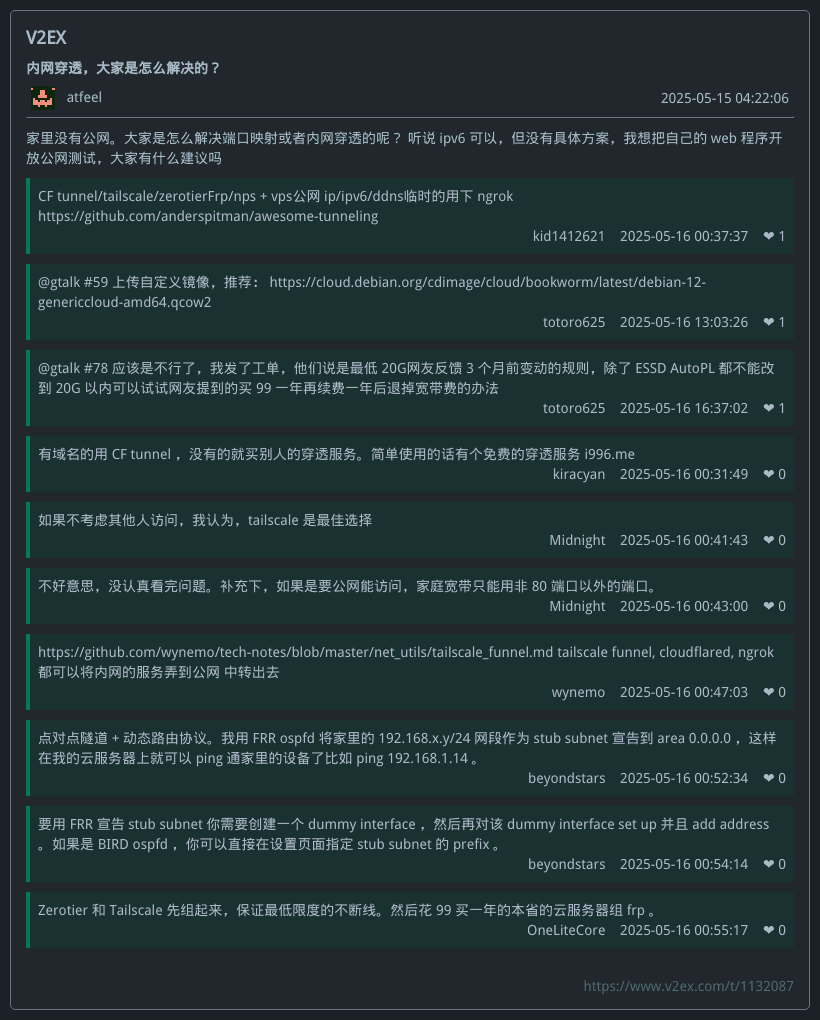 V2EX
内网穿透，大家是怎么解决的？
atfeel
2025-05-15 04:22:06
家里没有公网。大家是怎么解决端口映射或者内网穿透的呢？ 听说 ipv6 可以，但没有具体方案，我想把自己的 web 程序开
放公网测试，大家有什么建议吗
CF tunnel/tailscale/zerotierFrp/nps + vps公网 ip/ipv6/ddns临时的用下 ngrok
https://github.com/anderspitman/awesome-tunneling
kid1412621 2025-05-16 00:37:37 ❤ 1
@gtalk #59 上传自定义镜像，推荐： https://cloud.debian.org/cdimage/cloud/bookworm/latest/debian-12-
genericcloud-amd64.qcow2
totoro625 2025-05-16 13:03:26 ❤ 1
@gtalk #78 应该是不行了，我发了工单，他们说是最低 20G网友反馈 3 个月前变动的规则，除了 ESSD AutoPL 都不能改
到 20G 以内可以试试网友提到的买 99 一年再续费一年后退掉宽带费的办法
totoro625 2025-05-16 16:37:02 ❤ 1
有域名的用 CF tunnel ，没有的就买别人的穿透服务。简单使用的话有个免费的穿透服务 i996.me
kiracyan 2025-05-16 00:31:49 ❤ 0
如果不考虑其他人访问，我认为，tailscale 是最佳选择
Midnight 2025-05-16 00:41:43 ❤ 0
不好意思，没认真看完问题。补充下，如果是要公网能访问，家庭宽带只能用非 80 端口以外的端口。
Midnight 2025-05-16 00:43:00 ❤ 0
https://github.com/wynemo/tech-notes/blob/master/net_utils/tailscale_funnel.md tailscale funnel, cloudflared, ngrok
都可以将内网的服务弄到公网 中转出去
wynemo 2025-05-16 00:47:03 ❤ 0
点对点隧道 + 动态路由协议。我用 FRR ospfd 将家里的 192.168.x.y/24 网段作为 stub subnet 宣告到 area 0.0.0.0 ，这样
在我的云服务器上就可以 ping 通家里的设备了比如 ping 192.168.1.14 。
beyondstars 2025-05-16 00:52:34 ❤ 0
要用 FRR 宣告 stub subnet 你需要创建一个 dummy interface ，然后再对该 dummy interface set up 并且 add address
。如果是 BIRD ospfd ，你可以直接在设置页面指定 stub subnet 的 prefix 。
beyondstars 2025-05-16 00:54:14 ❤ 0
Zerotier 和 Tailscale 先组起来，保证最低限度的不断线。然后花 99 买一年的本省的云服务器组 frp 。
OneLiteCore 2025-05-16 00:55:17 ❤ 0
https://www.v2ex.com/t/1132087